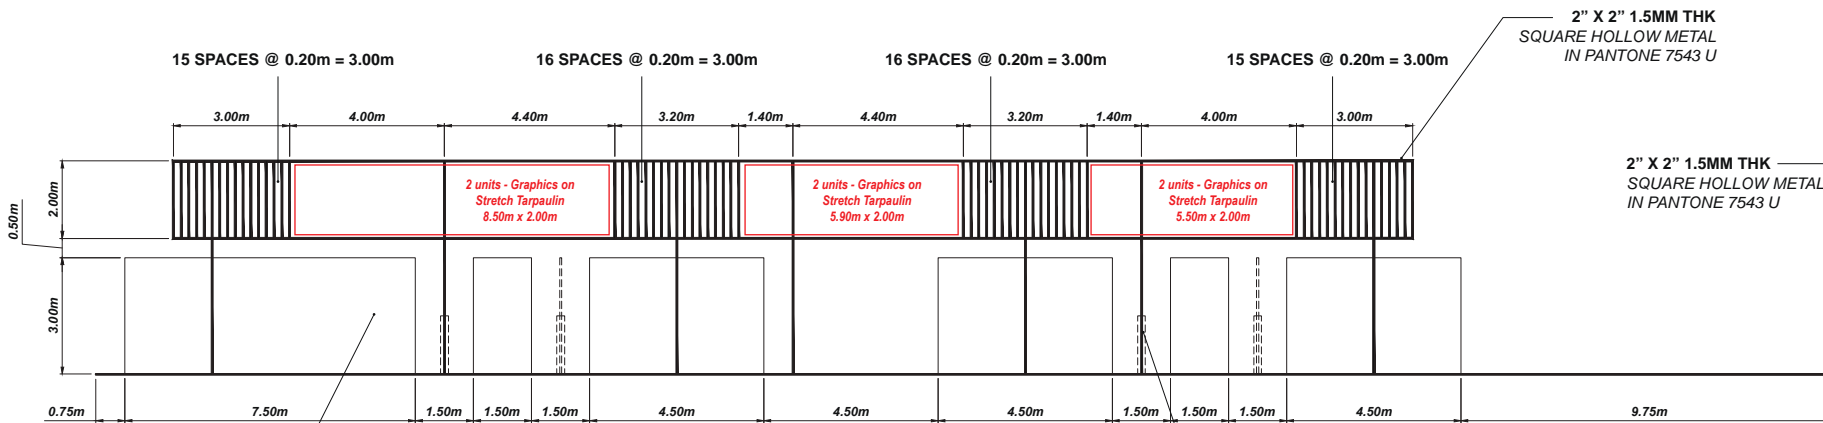 2” X 2” 1.5MM THK
SQUARE HOLLOW METAL
IN PANTONE 7543 U
15 SPACES @ 0.20m = 3.00m
16 SPACES @ 0.20m = 3.00m
16 SPACES @ 0.20m = 3.00m
15 SPACES @ 0.20m = 3.00m
3.00m
4.00m
4.40m
3.20m
1.40m
4.40m
3.20m
1.40m
4.00m
3.00m
2” X 2” 1.5MM THK
SQUARE HOLLOW METAL
IN PANTONE 7543 U
2 units - Graphics on
Stretch Tarpaulin
8.50m x 2.00m
2 units - Graphics on
Stretch Tarpaulin
5.90m x 2.00m
2 units - Graphics on
Stretch Tarpaulin
5.50m x 2.00m
2.00m
0.50m
3.00m
0.75m
7.50m
1.50m
1.50m
1.50m
4.50m
4.50m
4.50m
1.50m
1.50m
1.50m
4.50m
9.75m